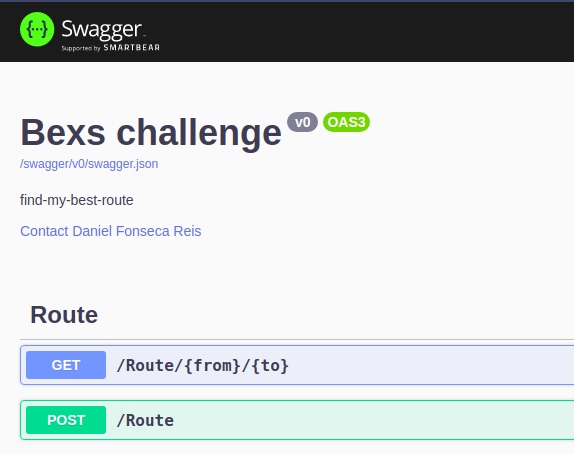 {···} Swagger
Supported by SMARTBEAR
Bexs challenge v0 OAS3
/swagger/v0/swagger.json
find-my-best-route
Contact Daniel Fonseca Reis
Route
GET /Route/{from}/{to}
POST /Route